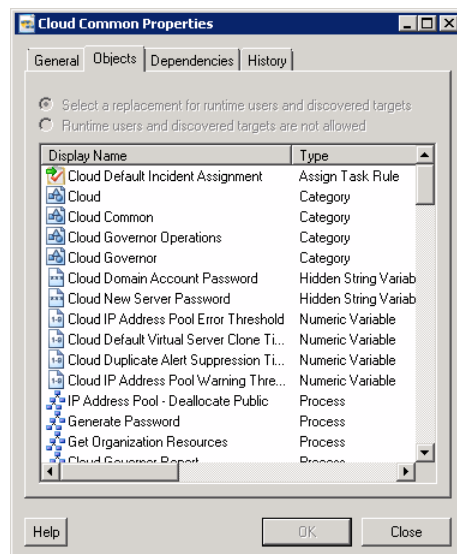 Cloud Common Properties
General Objects Dependencies History
Select a replacement for runtime users and discovered targets
Runtime users and discovered targets are not allowed
Display Name Type
Cloud Default Incident Assignment Assign Task Rule
Cloud Category
Cloud Common Category
Cloud Governor Operations Category
Cloud Governor Category
Cloud Domain Account Password Hidden String Variab
Cloud New Server Password Hidden String Variab
Cloud IP Address Pool Error Threshold Numeric Variable
Cloud Default Virtual Server Clone Ti... Numeric Variable
Cloud Duplicate Alert Suppression Ti... Numeric Variable
Cloud IP Address Pool Warning Thre... Numeric Variable
IP Address Pool - Deallocate Public Process
Generate Password Process
Get Organization Resources Process
Cloud Governor Report Process
Help OK Close